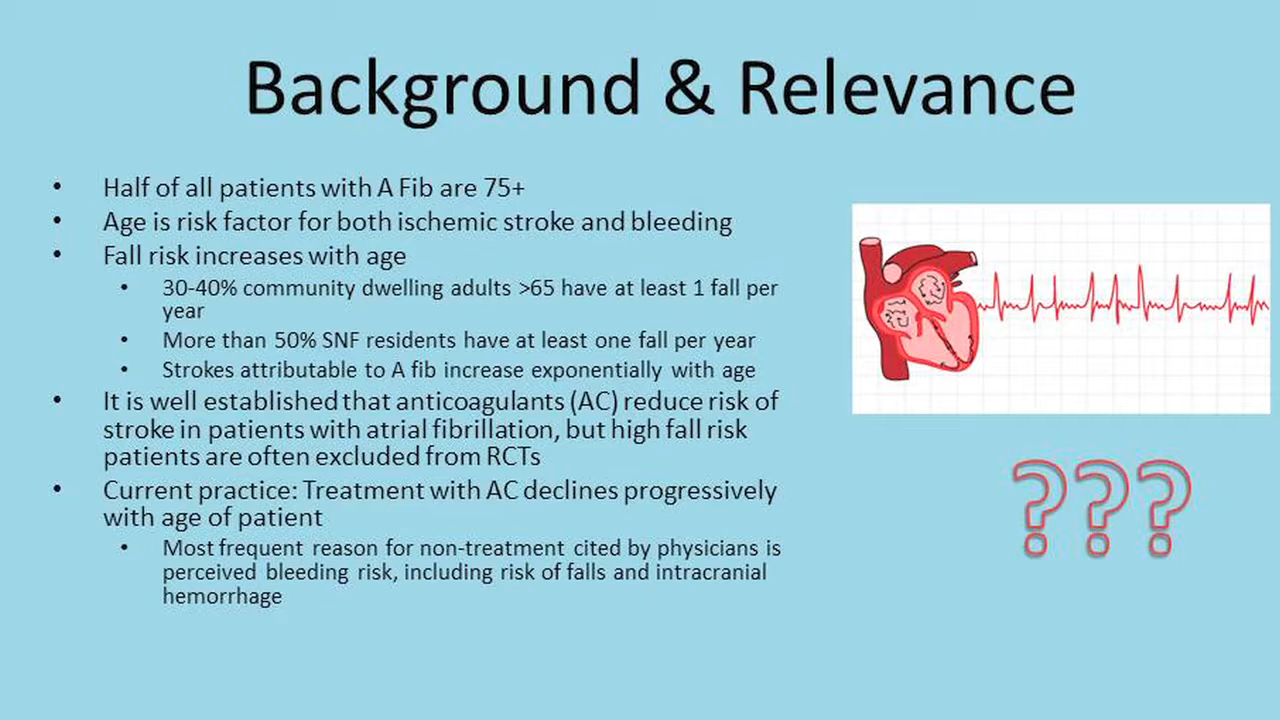 Background & Relevance
• Half of all patients with A Fib are 75+
• Age is risk factor for both ischemic stroke and bleeding
• Fall risk increases with age
• 30-40% community dwelling adults >65 have at least 1 fall per
year
• More than 50% SNF residents have at least one fall per year
• Strokes attributable to A fib increase exponentially with age
• It is well established that anticoagulants (AC) reduce risk of
stroke in patients with atrial fibrillation, but high fall risk
patients are often excluded from RCTs
• Current practice: Treatment with AC declines progressively
with age of patient
• Most frequent reason for non-treatment cited by physicians is
perceived bleeding risk, including risk of falls and intracranial
hemorrhage
???